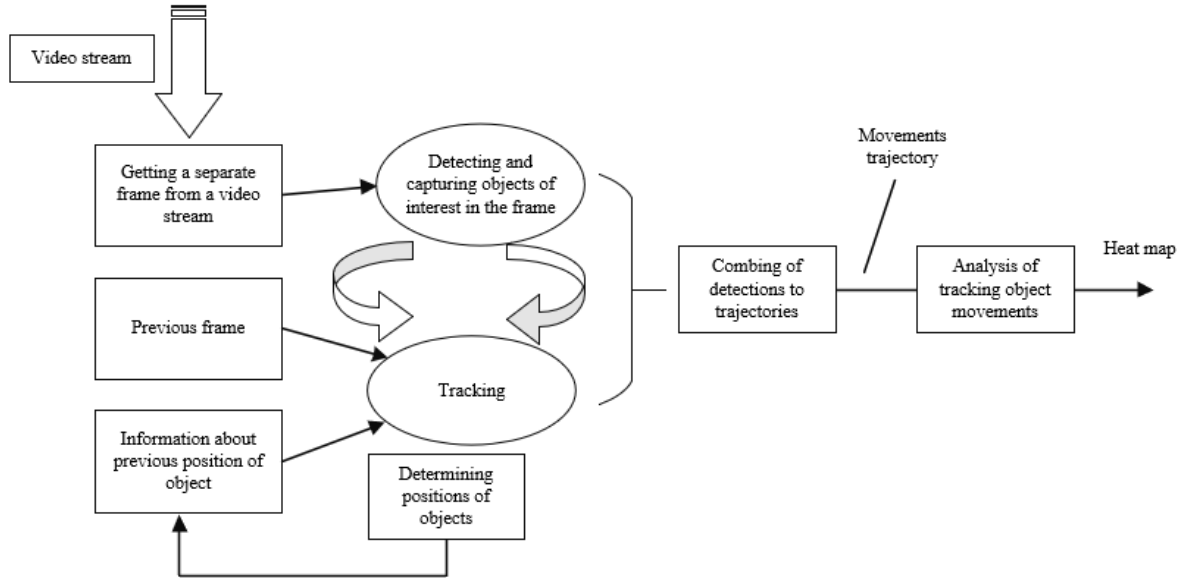 Video stream
Getting a separate
frame from a video
stream
Detecting and
capturing objects of
interest in the frame
Previous frame
Tracking
Information about
previous position of
object
Determining
positions of
objects
Combing of
detections to
trajectories
Movements
trajectory
Analysis of
tracking object
movements
Heat map